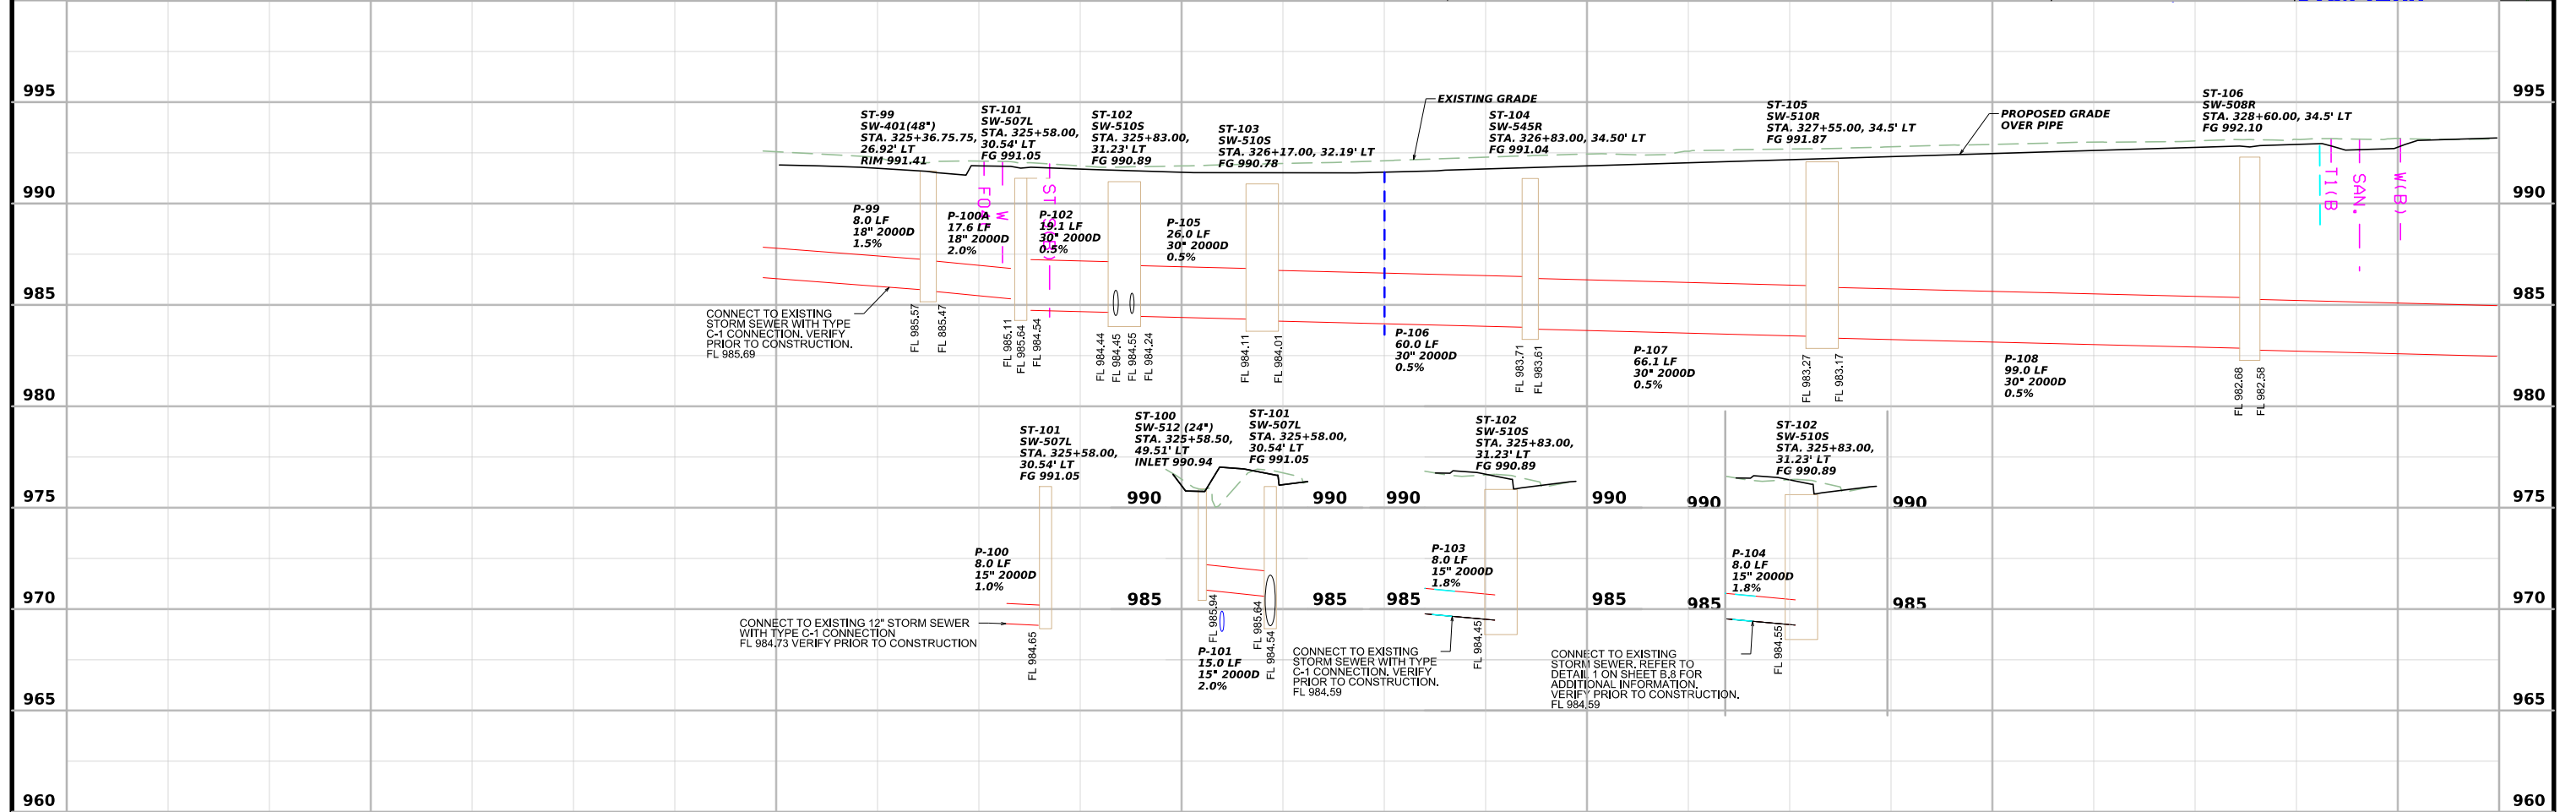 995
995
990
990
985
985
980
980
975
975
970
970
965
965
960
960
ST-99
SW-401(48")
STA. 325+36.75.75,
26.92' LT
RIM 991.41
ST-101
SW-507L
STA. 325+58.00,
30.54' LT
FG 991.05
ST-102
SW-510S
STA. 325+83.00,
31.23' LT
FG 990.89
ST-103
SW-510S
STA. 326+17.00, 32.19' LT
FG 990.78
EXISTING GRADE
ST-104
SW-545R
STA. 326+83.00, 34.50' LT
FG 991.04
ST-105
SW-510R
STA. 327+55.00, 34.5' LT
FG 991.87
PROPOSED GRADE
OVER PIPE
ST-106
SW-508R
STA. 328+60.00, 34.5' LT
FG 992.10
P-99
8.0 LF
18" 2000D
1.5%
P-100A
17.6 LF
18" 2000D
2.0%
W
P-102
19.1 LF
30" 2000D
0.5%
P-105
26.0 LF
30" 2000D
0.5%
T1(B
SAN.
W(B)
CONNECT TO EXISTING
STORM SEWER WITH TYPE
C-1 CONNECTION. VERIFY
PRIOR TO CONSTRUCTION.
FL 985.69
FL 985.57
FL 885.47
FL 985.11
FL 985.64
FL 984.54
FL 984.44
FL 984.45
FL 984.55
FL 984.24
FL 984.11
FL 984.01
P-106
60.0 LF
30" 2000D
0.5%
FL 983.71
FL 983.61
P-107
66.1 LF
30" 2000D
0.5%
FL 983.27
FL 983.17
P-108
99.0 LF
30" 2000D
0.5%
FL 982.68
FL 982.58
ST-101
SW-507L
STA. 325+58.00,
30.54' LT
FG 991.05
P-100
8.0 LF
15" 2000D
1.0%
CONNECT TO EXISTING 12" STORM SEWER
WITH TYPE C-1 CONNECTION
FL 984.73 VERIFY PRIOR TO CONSTRUCTION
FL 984.65
ST-100
SW-512 (24")
STA. 325+58.50,
49.51' LT
INLET 990.94
ST-101
SW-507L
STA. 325+58.00,
30.54' LT
FG 991.05
990
990
985
985
FL 985.94
FL 985.64
FL 984.54
P-101
15.0 LF
15" 2000D
2.0%
ST-102
SW-510S
STA. 325+83.00,
31.23' LT
FG 990.89
990
990
P-103
8.0 LF
15" 2000D
1.8%
985
985
FL 984.45
CONNECT TO EXISTING
STORM SEWER WITH TYPE
C-1 CONNECTION. VERIFY
PRIOR TO CONSTRUCTION.
FL 984.59
ST-102
SW-510S
STA. 325+83.00,
31.23' LT
FG 990.89
990
990
P-104
8.0 LF
15" 2000D
1.8%
985
985
FL 984.55
CONNECT TO EXISTING
STORM SEWER. REFER TO
DETAIL 1 ON SHEET B.8 FOR
ADDITIONAL INFORMATION.
VERIFY PRIOR TO CONSTRUCTION.
FL 984.59